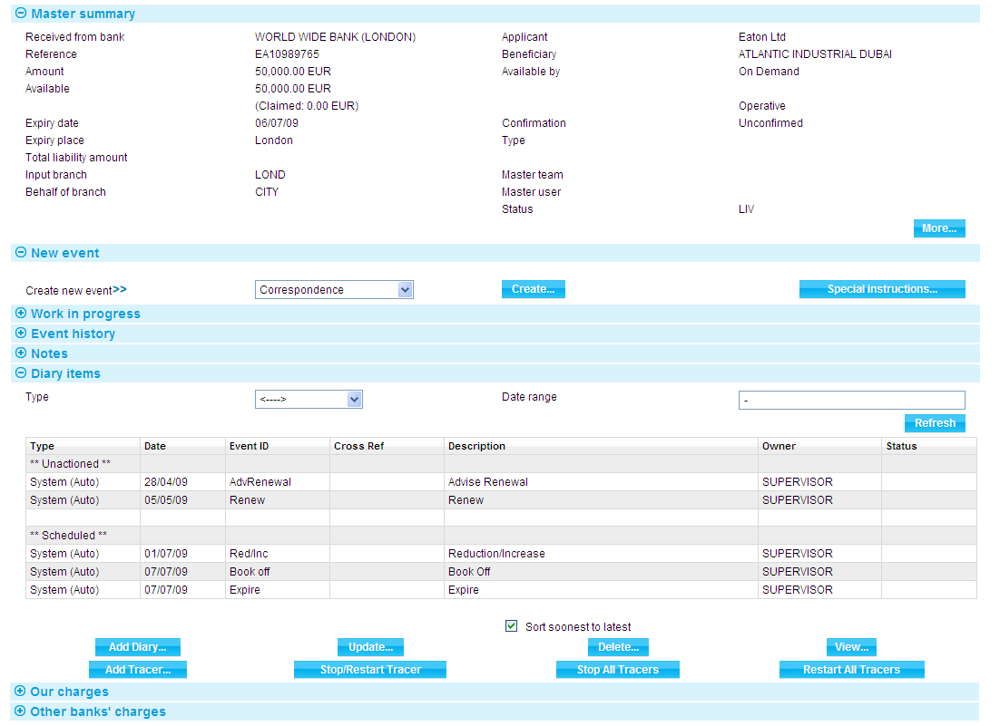 Master summary
Received from bank WORLD WIDE BANK (LONDON) Applicant Eaton Ltd
Reference EA10989765 Beneficiary ATLANTIC INDUSTRIAL DUBAI
Amount 50,000.00 EUR Available by On Demand
Available 50,000.00 EUR
(Claimed: 0.00 EUR) Operative
Expiry date 06/07/09 Confirmation Unconfirmed
Expiry place London Type
Total liability amount
Input branch LOND Master team
Behalf of branch CITY Master user
Status LIV
More...
New event
Create new event>> Correspondence Create... Special instructions...
Work in progress
Event history
Notes
Diary items
Type <----> Date range -
Refresh
Type Date Event ID Cross Ref Description Owner Status
** Unactioned **
System (Auto) 28/04/09 AdvRenewal Advise Renewal SUPERVISOR
System (Auto) 05/05/09 Renew Renew SUPERVISOR
** Scheduled **
System (Auto) 01/07/09 Red/Inc Reduction/Increase SUPERVISOR
System (Auto) 07/07/09 Book off Book Off SUPERVISOR
System (Auto) 07/07/09 Expire Expire SUPERVISOR
Sort soonest to latest
Add Diary... Update... Delete... View...
Add Tracer... Stop/Restart Tracer Stop All Tracers Restart All Tracers
Our charges
Other banks' charges